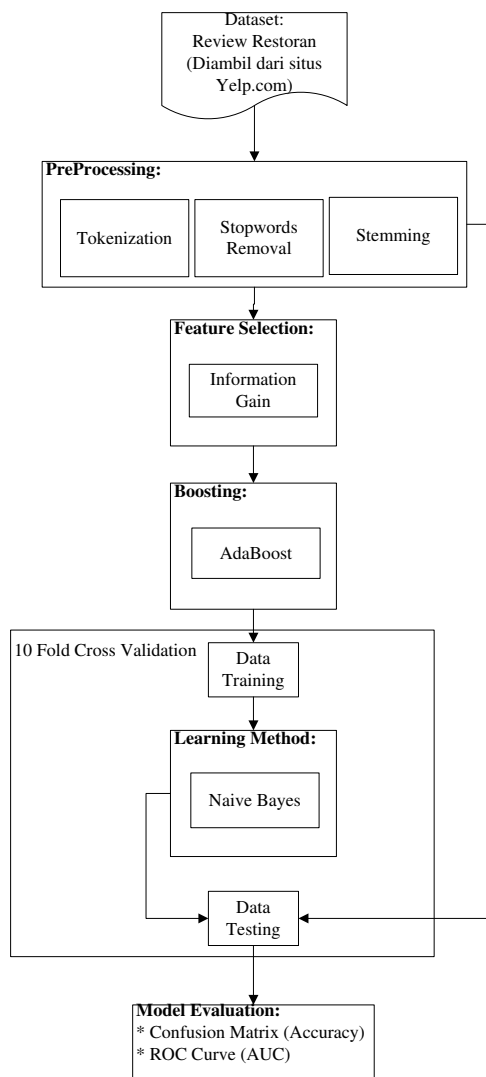 Dataset:
Review Restoran
(Diambil dari situs
Yelp.com)
PreProcessing:
Tokenization
Stopwords
Removal
Stemming
Feature Selection:
Information
Gain
Boosting:
AdaBoost
10 Fold Cross Validation
Data
Training
Learning Method:
Naive Bayes
Data
Testing
Model Evaluation:
* Confusion Matrix (Accuracy)
* ROC Curve (AUC)